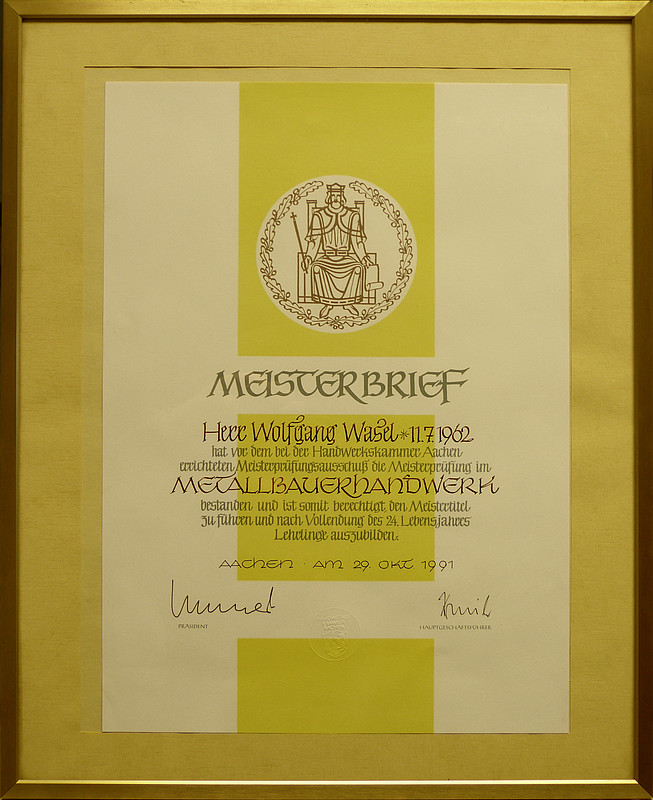 MEISTERBRIEF
Herr Wolfgang Wasel *11.7.1962
hat vor dem bei der Handwerkskammer Aachen
errichteten Meisterprüfungsausschuß die Meisterprüfung im
METALLBAUERHANDWERK
bestanden und ist somit berechtigt, den Meistertitel
zu führen und nach Vollendung des 24. Lebensjahres
Lehrlinge auszubilden.
AACHEN · AM 29. OKT. 1991
PRÄSIDENT
HAUPTGESCHÄFTSFÜHRER